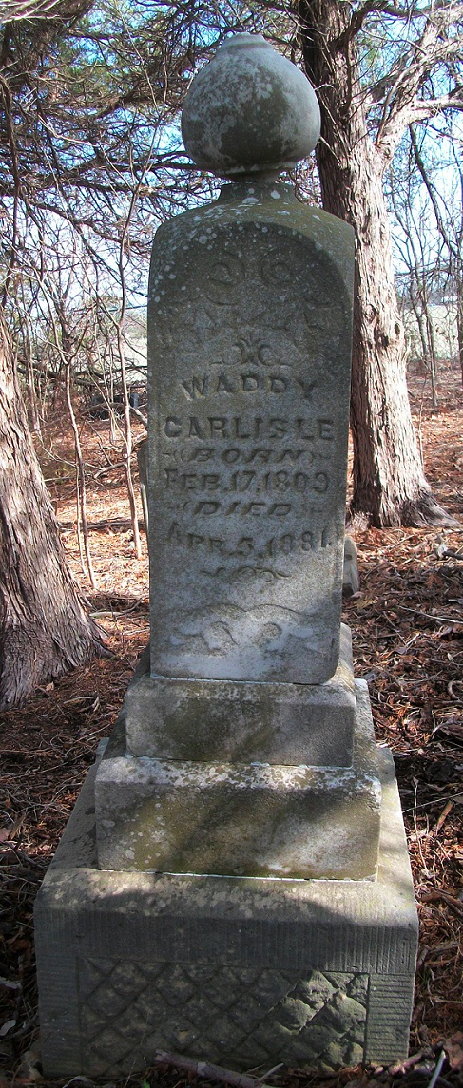 WADDY
CARLISLE
BORN
FEB. 17, 1809
DIED
APR. 5, 1881.